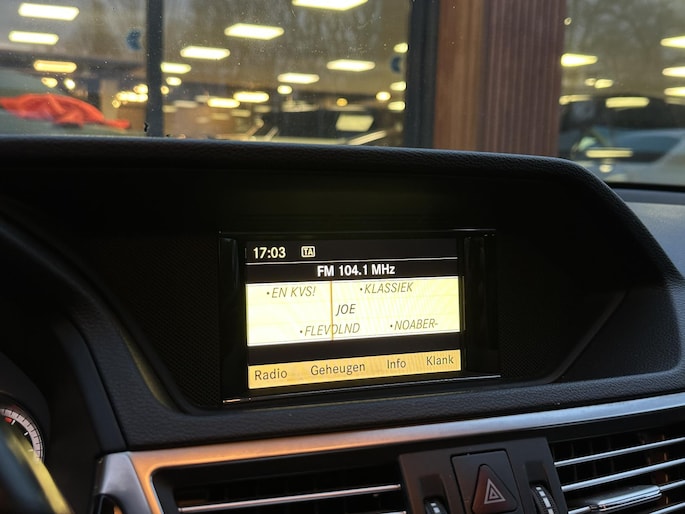 17:03 TA
FM 104.1 MHz
•EN KVS! •KLASSIEK
JOE
•FLEVOLND •NOABER-
Radio Geheugen Info Klank